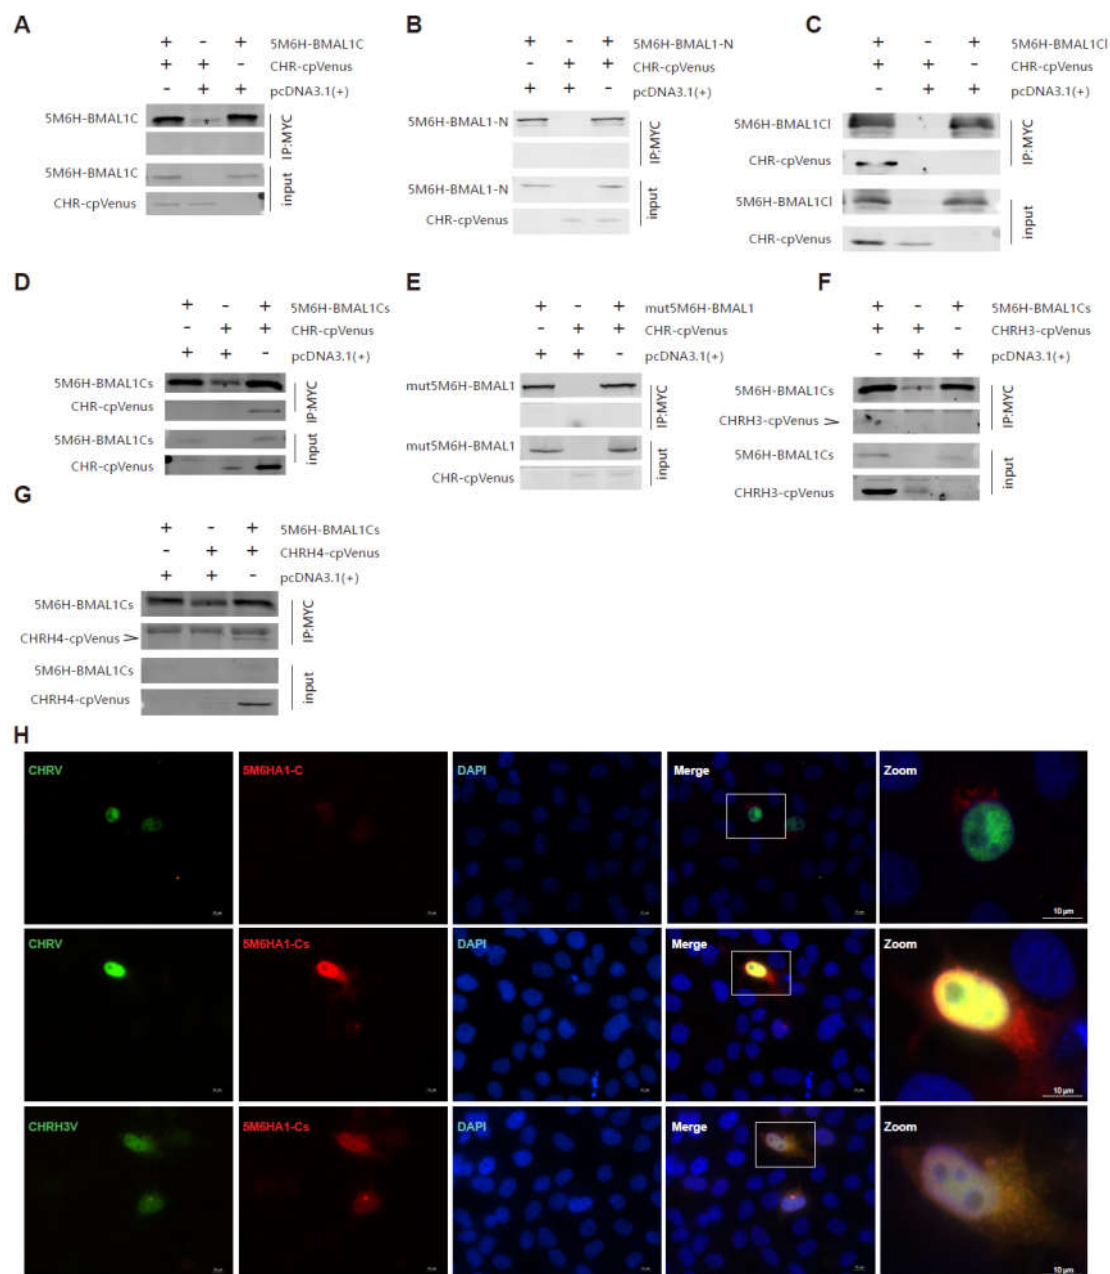 A
+ - + 5M6H-BMAL1C
+ + - CHR-cpVenus
- + + pcDNA3.1(+)
5M6H-BMAL1C
*
IP:MYC
5M6H-BMAL1C
CHR-cpVenus
input
B
+ - + 5M6H-BMAL1-N
- + + CHR-cpVenus
+ + - pcDNA3.1(+)
5M6H-BMAL1-N
IP:MYC
5M6H-BMAL1-N
CHR-cpVenus
input
C
+ - + 5M6H-BMAL1Cl
+ + - CHR-cpVenus
- + + pcDNA3.1(+)
5M6H-BMAL1Cl
CHR-cpVenus
IP:MYC
5M6H-BMAL1Cl
CHR-cpVenus
input
D
+ - + 5M6H-BMAL1Cs
- + + CHR-cpVenus
+ + - pcDNA3.1(+)
5M6H-BMAL1Cs
CHR-cpVenus
IP:MYC
5M6H-BMAL1Cs
CHR-cpVenus
input
E
+ - + mut5M6H-BMAL1
- + + CHR-cpVenus
+ + - pcDNA3.1(+)
mut5M6H-BMAL1
IP:MYC
mut5M6H-BMAL1
CHR-cpVenus
input
F
+ - + 5M6H-BMAL1Cs
+ + - CHRH3-cpVenus
- + + pcDNA3.1(+)
5M6H-BMAL1Cs
CHRH3-cpVenus >
IP:MYC
5M6H-BMAL1Cs
CHRH3-cpVenus
input
G
+ - + 5M6H-BMAL1Cs
- + + CHRH4-cpVenus
+ + - pcDNA3.1(+)
5M6H-BMAL1Cs
CHRH4-cpVenus >
IP:MYC
5M6H-BMAL1Cs
CHRH4-cpVenus
input
H
CHRV 5M6HA1-C DAPI Merge Zoom
10 µm
CHRV 5M6HA1-Cs DAPI Merge Zoom
10 µm
CHRH3V 5M6HA1-Cs DAPI Merge Zoom
10 µm